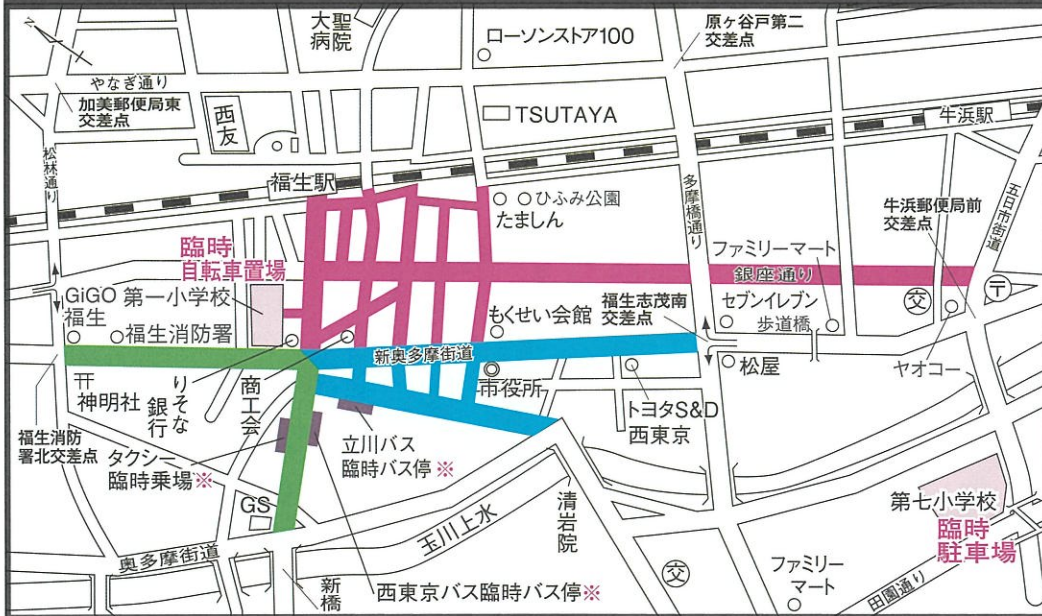 大聖
病院
ローソンストア100
原ヶ谷戸第二
交差点
やなぎ通り
加美郵便局東
交差点
西友
TSUTAYA
牛浜駅
松林通り
福生駅
ひふみ公園
たましん
多摩橋通り
牛浜郵便局前
交差点
五日市街道
臨時
自転車置場
ファミリーマート
銀座通り
GiGO
福生
第一小学校
福生消防署
もくせい会館
福生志茂南
交差点
セブンイレブン
歩道橋
交
〒
新奥多摩街道
市役所
松屋
ヤオコー
神明社
りそな
銀行
商工会
トヨタS&D
西東京
福生消防
署北交差点
タクシー
臨時乗場※
立川バス
臨時バス停※
GS
清岩院
第七小学校
臨時
駐車場
玉川上水
奥多摩街道
新橋
西東京バス臨時バス停※
交
ファミリー
マート
田園通り
N